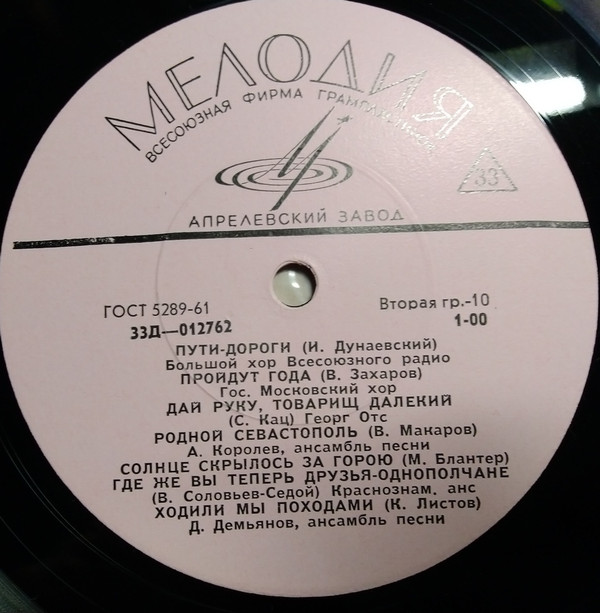 МЕЛОДИЯ
ВСЕСОЮЗНАЯ ФИРМА ГРАМПЛАСТИНОК
33
АПРЕЛЕВСКИЙ ЗАВОД
ГОСТ 5289-61
Вторая гр.-10
33Д—012762
1-00
ПУТИ-ДОРОГИ (И. Дунаевский)
Большой хор Всесоюзного радио
ПРОЙДУТ ГОДА (В. Захаров)
Гос. Московский хор
ДАЙ РУКУ, ТОВАРИЩ ДАЛЕКИЙ
(С. Кац) Георг Отс
РОДНОЙ СЕВАСТОПОЛЬ (В. Макаров)
А. Королев, ансамбль песни
СОЛНЦЕ СКРЫЛОСЬ ЗА ГОРОЮ (М. Блантер)
ГДЕ ЖЕ ВЫ ТЕПЕРЬ ДРУЗЬЯ-ОДНОПОЛЧАНЕ
(В. Соловьев-Седой) Краснознам. анс
ХОДИЛИ МЫ ПОХОДАМИ (К. Листов)
Д. Демьянов, ансамбль песни